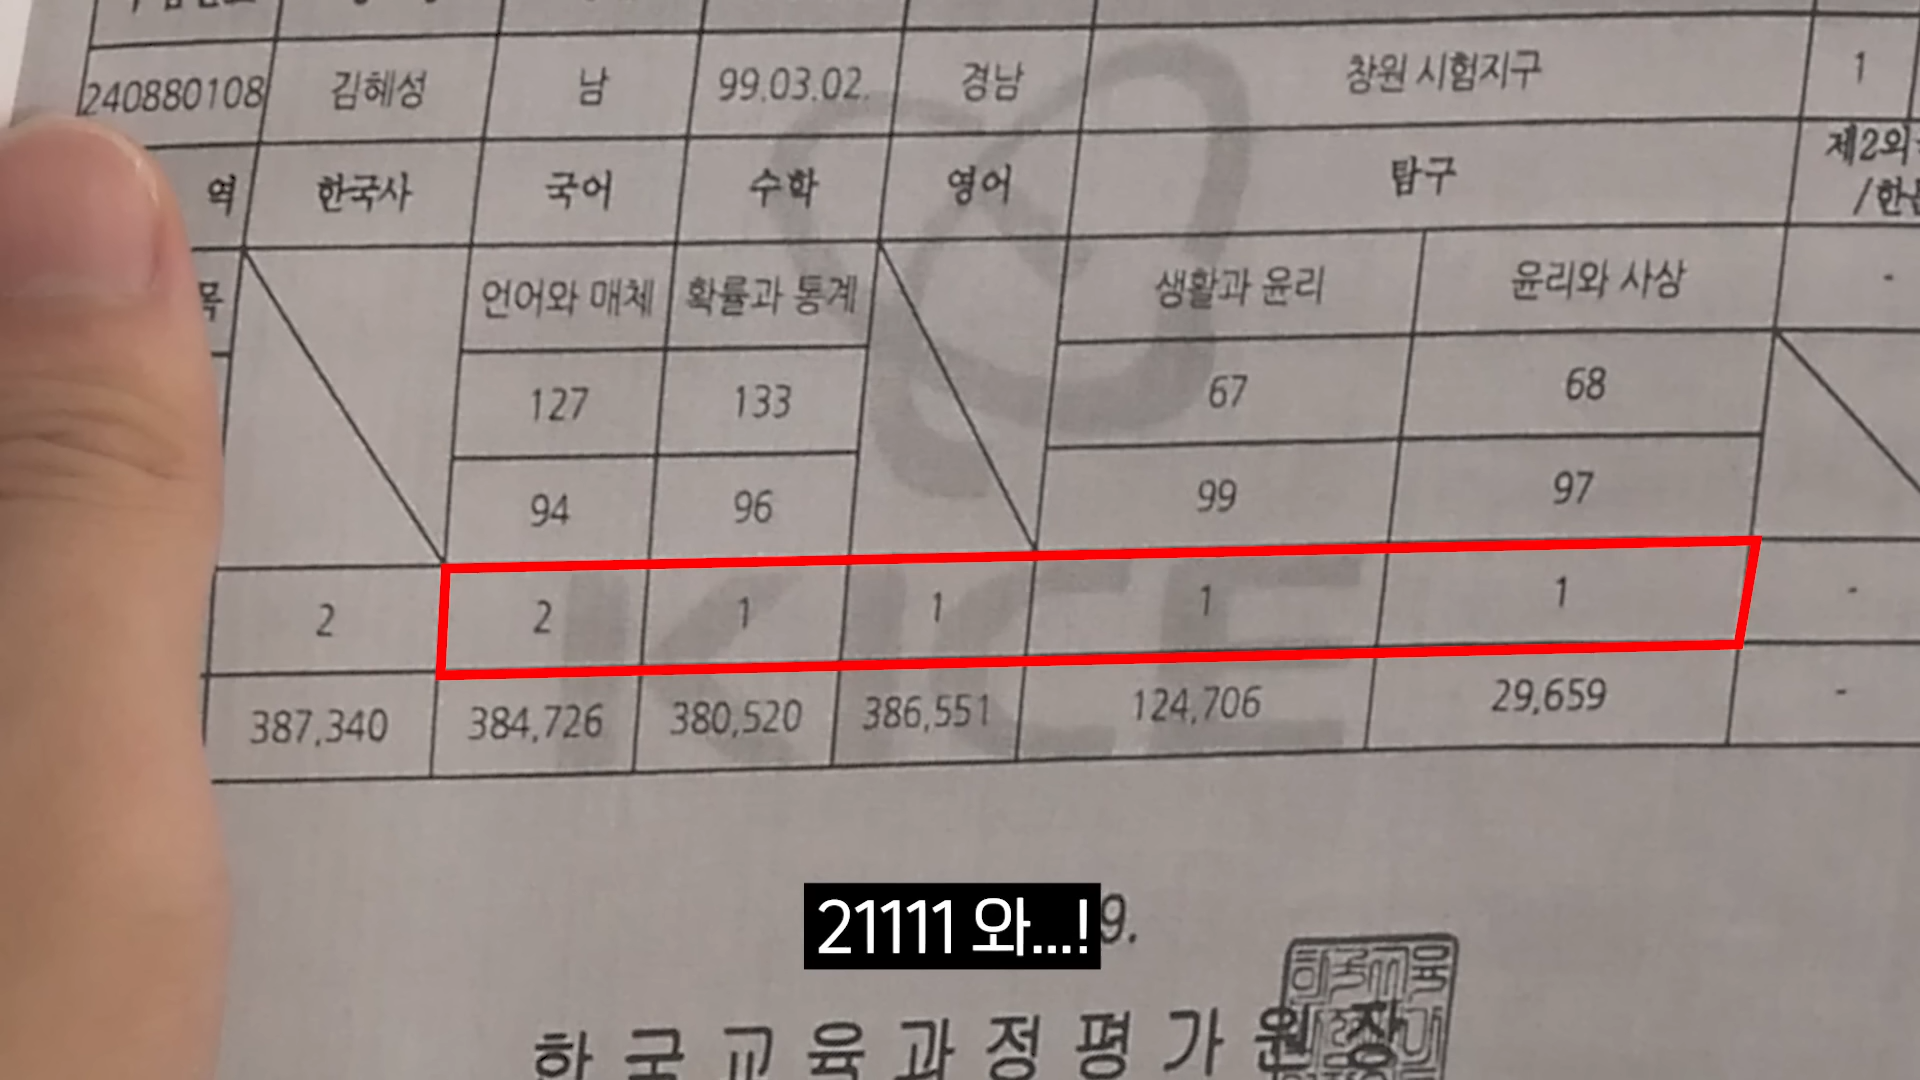 240880108 김혜성 남 99.03.02. 경남 창원 시험지구 1
역 한국사 국어 수학 영어 탐구 제2외
/한
목 언어와 매체 확률과 통계 생활과 윤리 윤리와 사상 -
127 133 67 68
94 96 99 97
2 2 1 1 1 1 -
387,340 384,726 380,520 386,551 124,706 29,659 -
KICE
21111 와...! 9.
한국교육과정평가원장